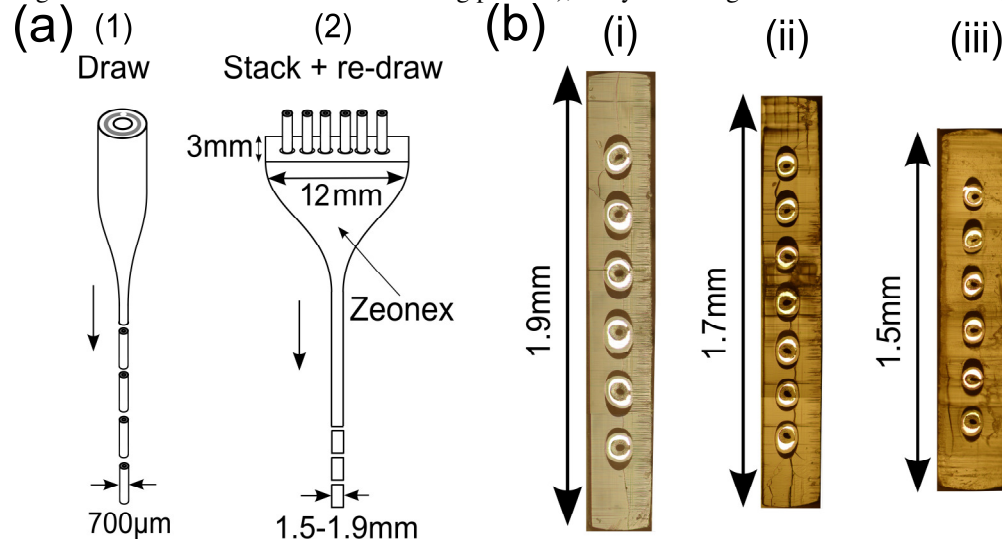 (a) (1)
Draw
(2)
Stack + re-draw
3mm
12mm
Zeonex
700µm
1.5-1.9mm
(b) (i)
(ii)
(iii)
1.9mm
1.7mm
1.5mm